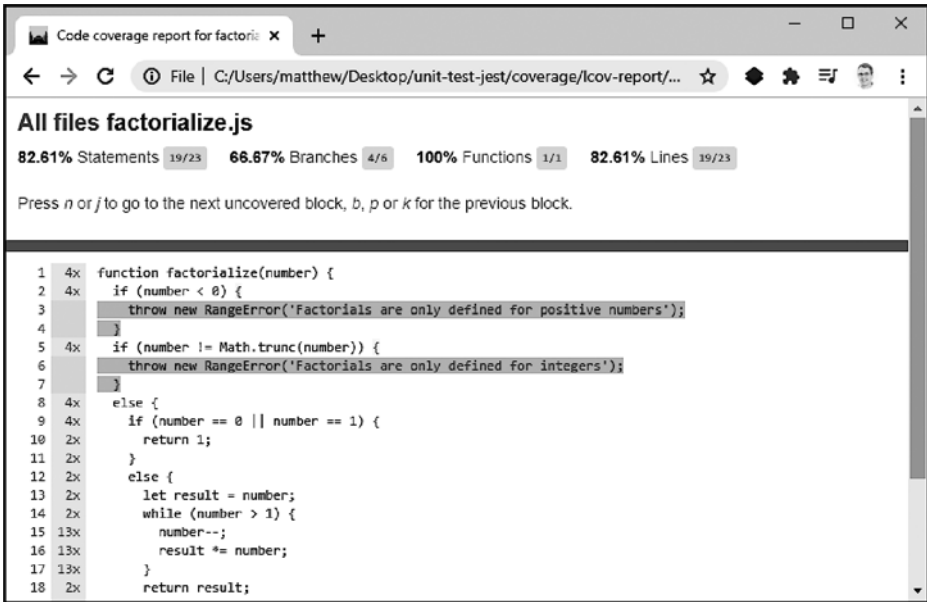 Code coverage report for factoria
File | C:/Users/matthew/Desktop/unit-test-jest/coverage/lcov-report/...
All files factorialize.js
82.61% Statements 19/23 66.67% Branches 4/6 100% Functions 1/1 82.61% Lines 19/23
Press n or j to go to the next uncovered block, b, p or k for the previous block.
1 4x function factorialize(number) {
2 4x if (number < 0) {
3 throw new RangeError('Factorials are only defined for positive numbers');
4 }
5 4x if (number != Math.trunc(number)) {
6 throw new RangeError('Factorials are only defined for integers');
7 }
8 4x else {
9 4x if (number == 0 || number == 1) {
10 2x return 1;
11 2x }
12 2x else {
13 2x let result = number;
14 2x while (number > 1) {
15 13x number--;
16 13x result *= number;
17 13x }
18 2x return result;